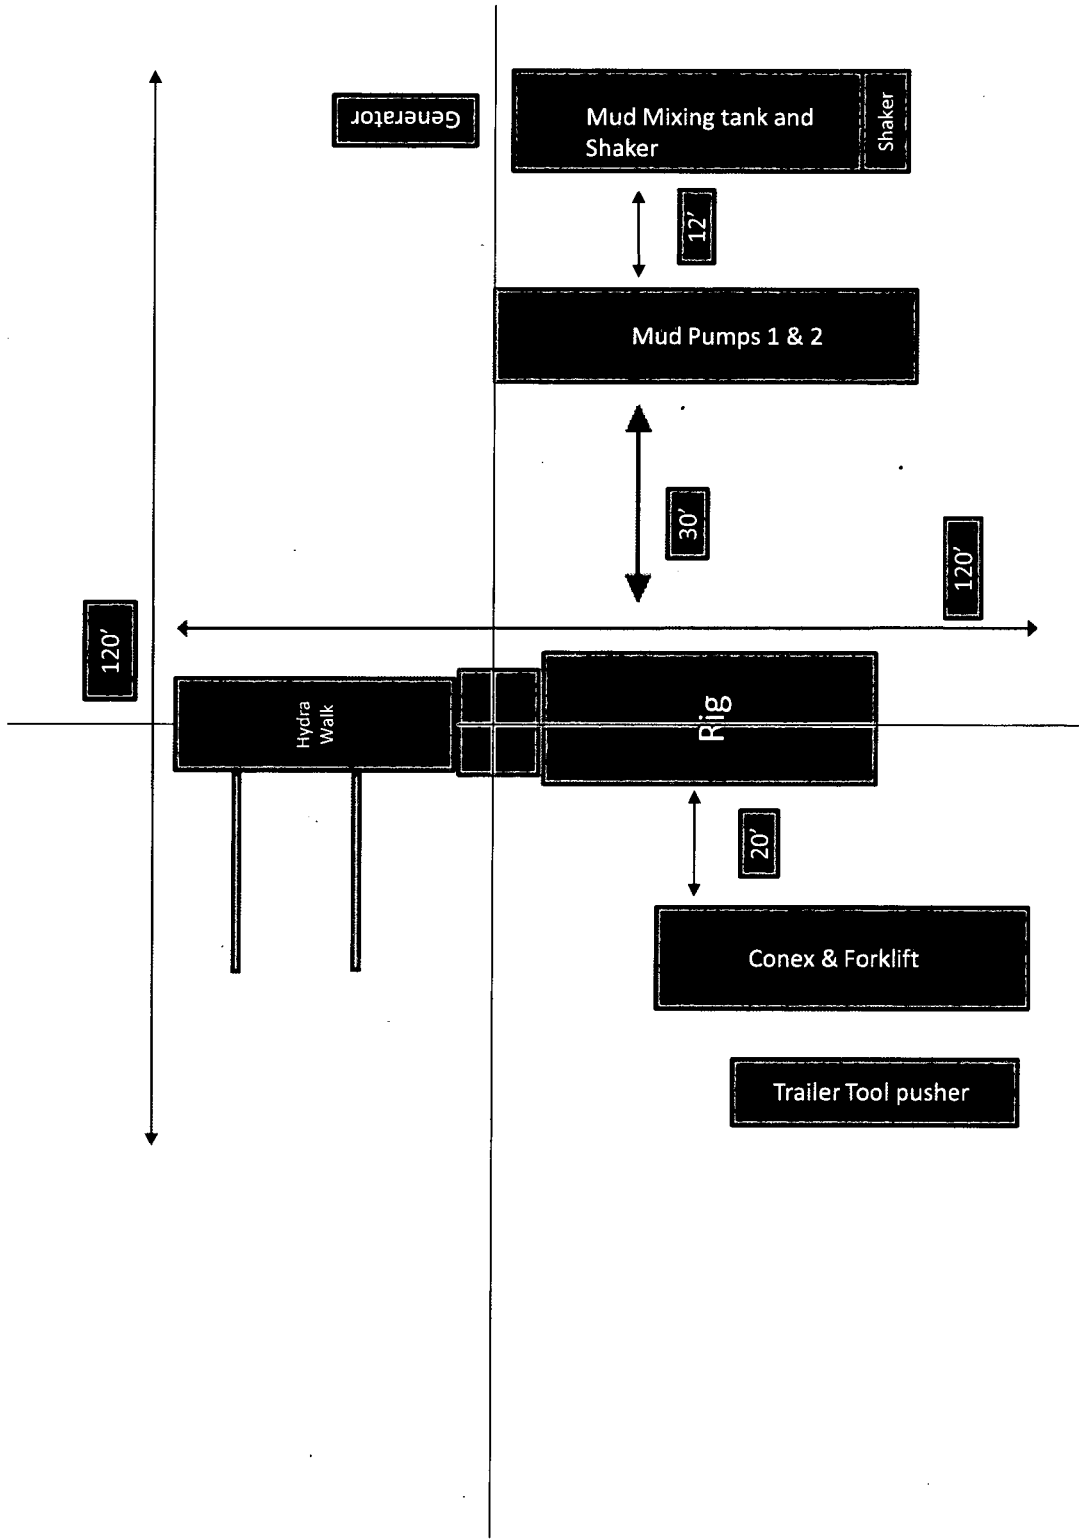 Generator
Mud Mixing tank and
Shaker
Shaker
12’
Mud Pumps 1 & 2
30’
120’
120’
Hydra
Walk
Rig
20’
Conex & Forklift
Trailer Tool pusher